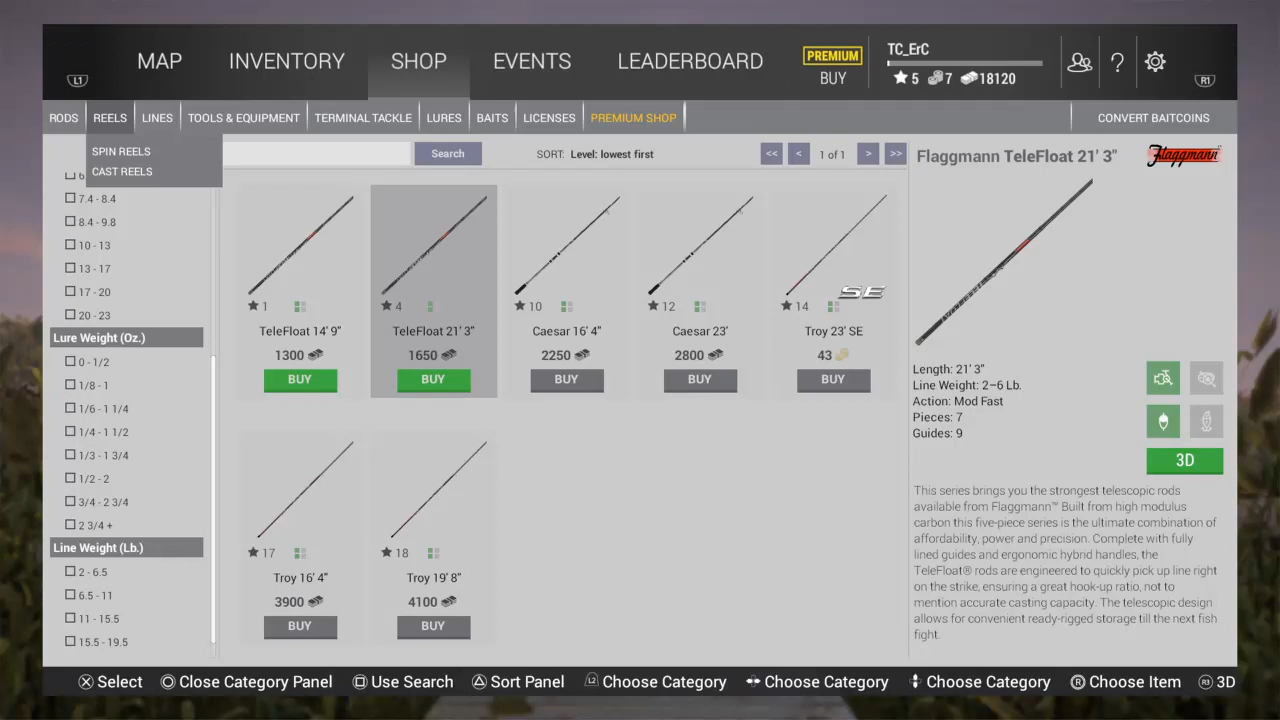 MAP INVENTORY SHOP EVENTS LEADERBOARD PREMIUM BUY TC_ErC
5 7 18120
L1 R1
RODS REELS LINES TOOLS & EQUIPMENT TERMINAL TACKLE LURES BAITS LICENSES PREMIUM SHOP CONVERT BAITCOINS
SPIN REELS
CAST REELS
Search SORT: Level: lowest first << < 1 of 1 > >>
7.4 - 8.4
8.4 - 9.8
10 - 13
13 - 17
17 - 20
20 - 23
Lure Weight (Oz.)
0 - 1/2
1/8 - 1
1/6 - 1 1/4
1/4 - 1 1/2
1/3 - 1 3/4
1/2 - 2
3/4 - 2 3/4
2 3/4 +
Line Weight (Lb.)
2 - 6.5
6.5 - 11
11 - 15.5
15.5 - 19.5
1 4 10 12 14 SE
TeleFloat 14' 9" TeleFloat 21' 3" Caesar 16' 4" Caesar 23' Troy 23' SE
1300 1650 2250 2800 43
BUY BUY BUY BUY BUY
17 18
Troy 16' 4" Troy 19' 8"
3900 4100
BUY BUY
Flaggmann TeleFloat 21' 3" Flaggmann
Length: 21' 3"
Line Weight: 2–6 Lb.
Action: Mod Fast
Pieces: 7
Guides: 9
3D
This series brings you the strongest telescopic rods
available from Flaggmann™ Built from high modulus
carbon this five-piece series is the ultimate combination of
affordability, power and precision. Complete with fully
lined guides and ergonomic hybrid handles, the
TeleFloat® rods are engineered to quickly pick up line right
on the strike, ensuring a great hook-up ratio, not to
mention accurate casting capacity. The telescopic design
allows for convenient ready-rigged storage till the next fish
fight.
Select Close Category Panel Use Search Sort Panel L2 Choose Category Choose Category Choose Category R Choose Item R3 3D